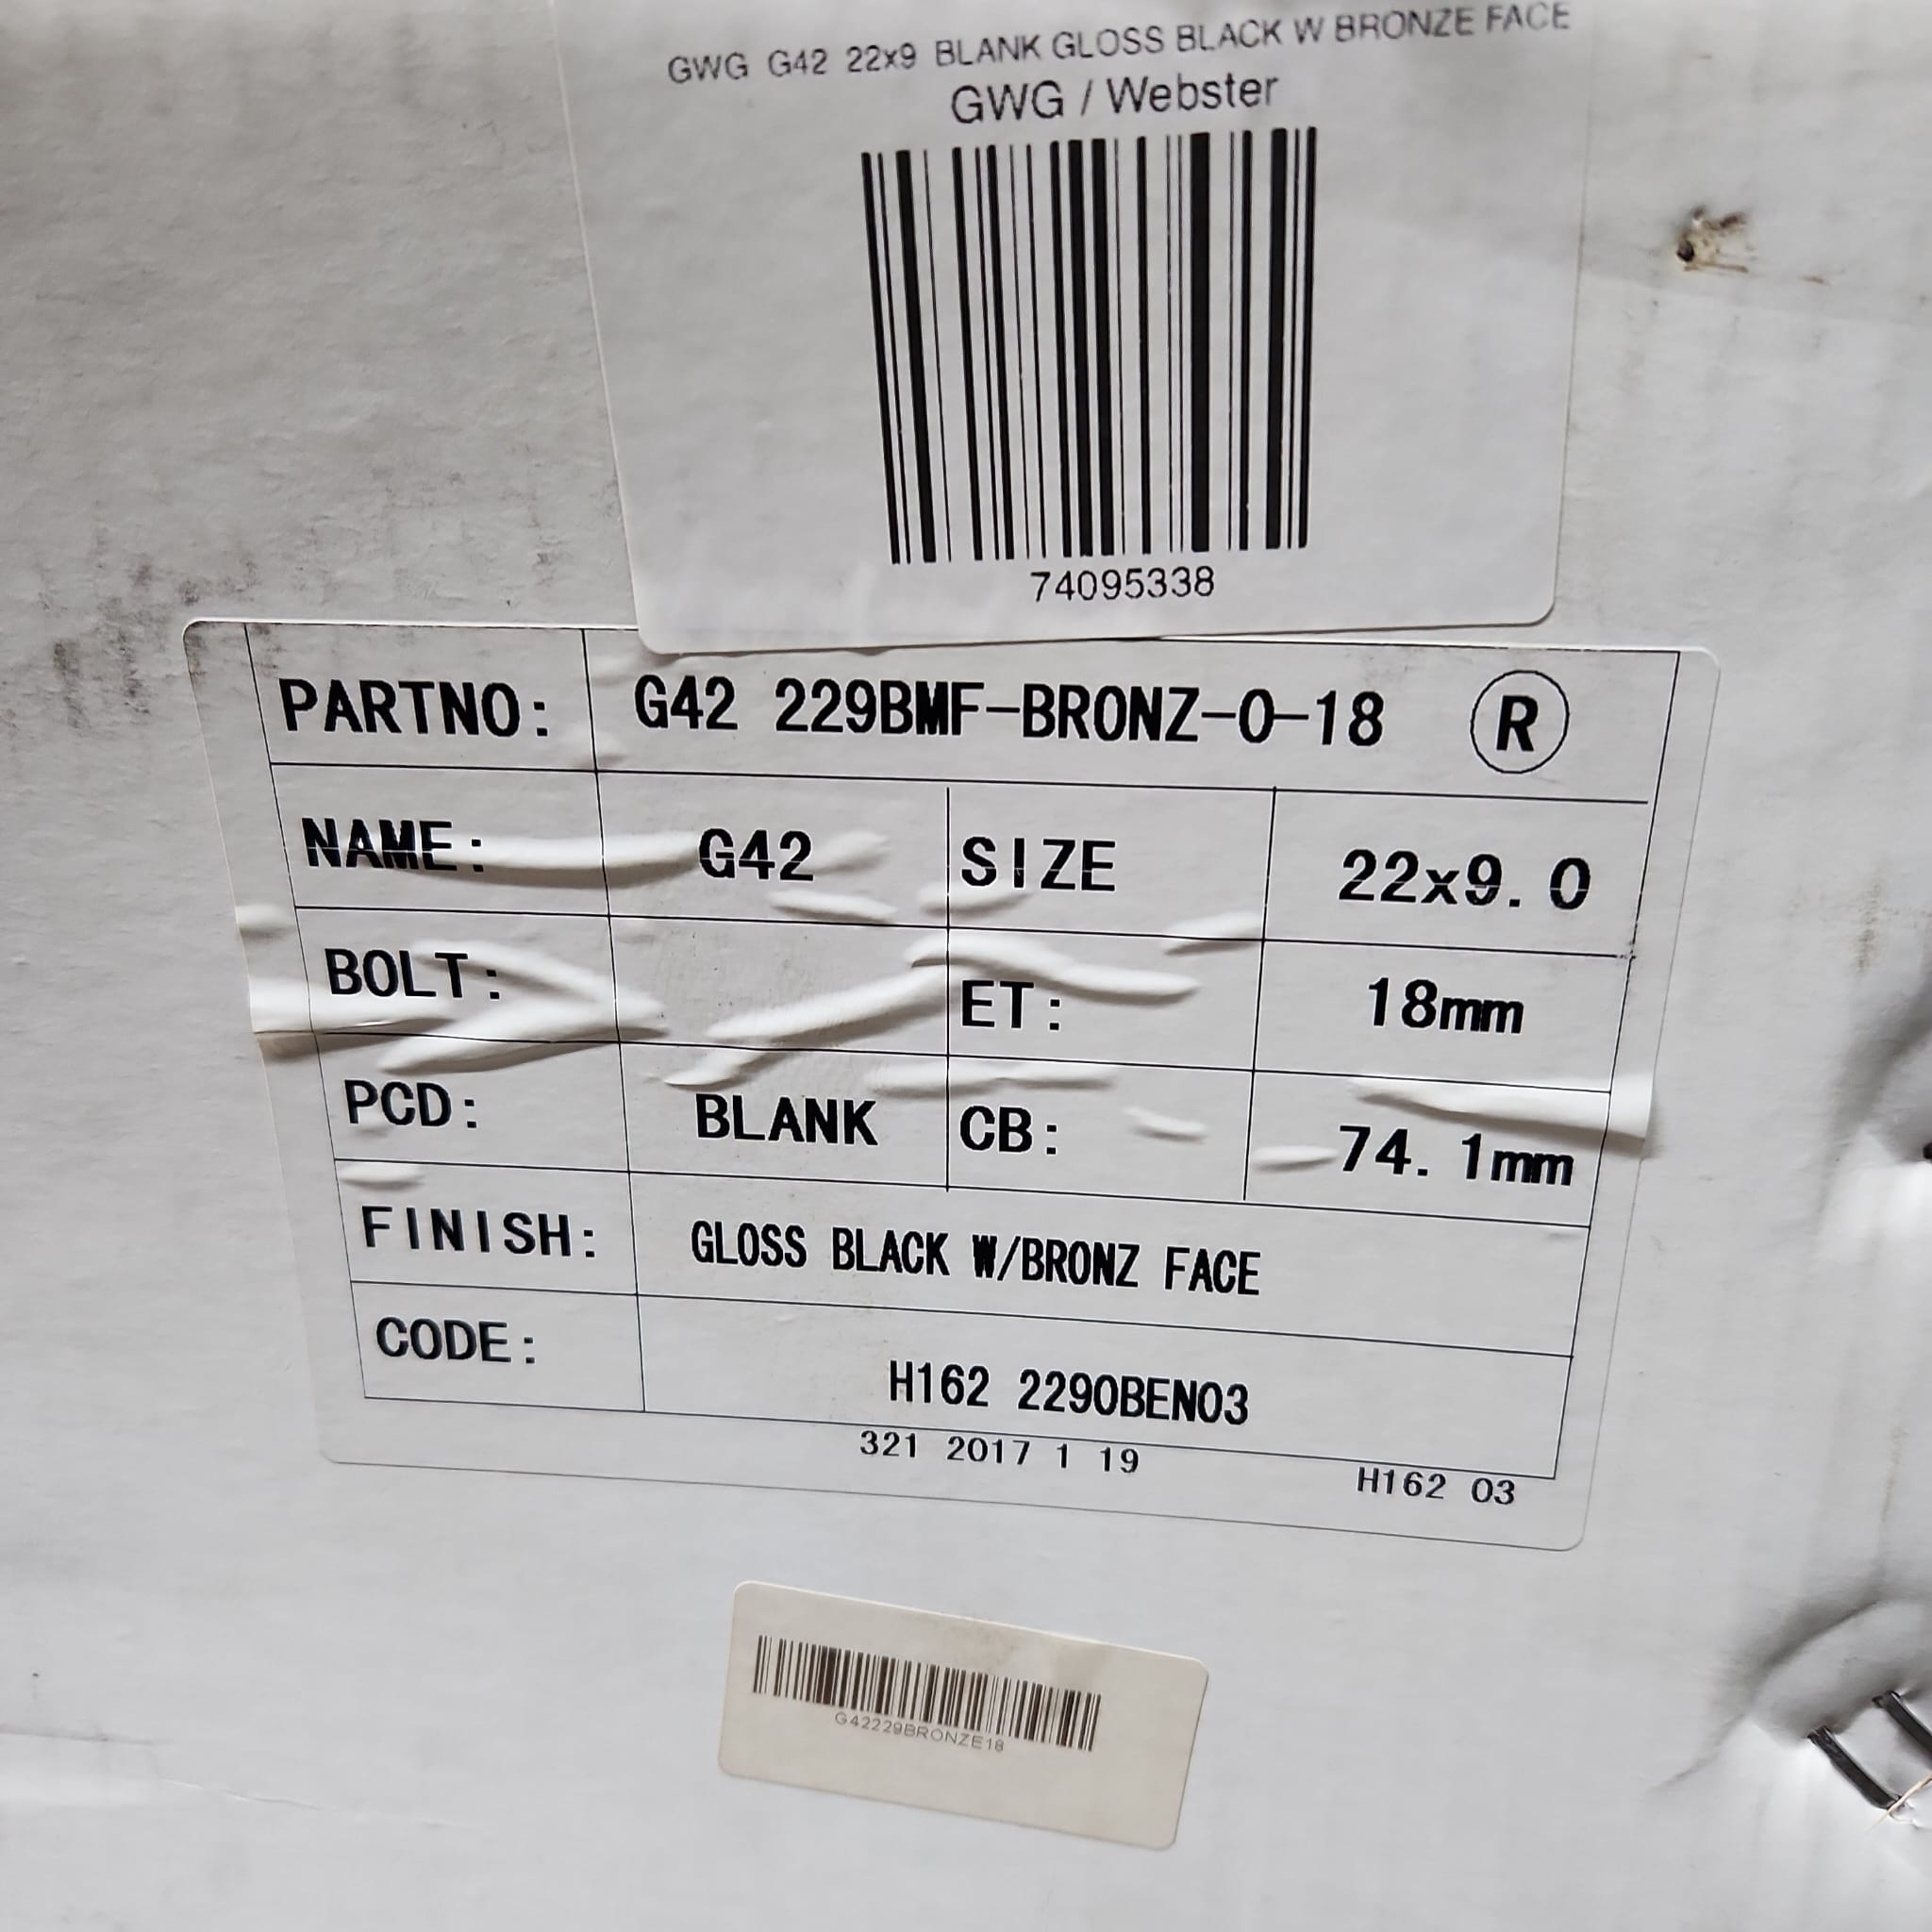 GWG G42 22x9 BLANK GLOSS BLACK W BRONZE FACE
GWG / Webster
74095338
PARTNO: G42 229BMF-BRONZ-0-18 R
NAME: G42 SIZE 22x9.0
BOLT: ET: 18mm
PCD: BLANK CB: 74.1mm
FINISH: GLOSS BLACK W/BRONZ FACE
CODE: H162 2290BEN03
321 2017 1 19 H162 03
G42229BRONZE18